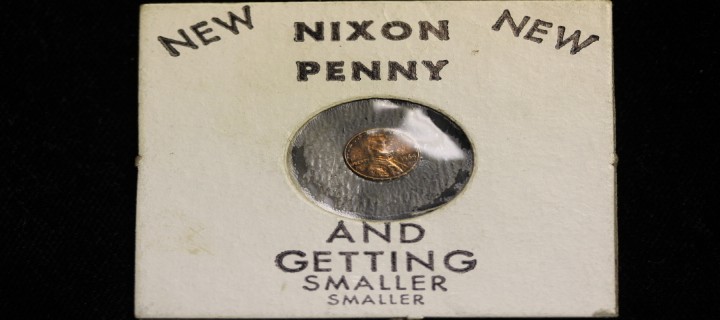 NEW NIXON NEW
PENNY
AND
GETTING
SMALLER
SMALLER